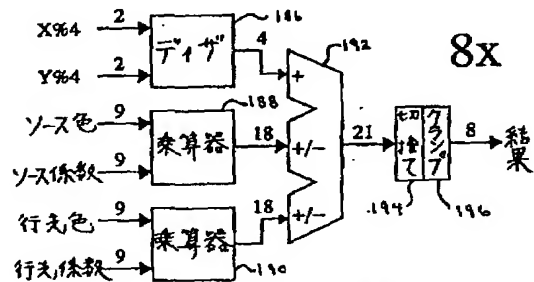 X%4
2
Y%4
2
ディザ
186
4
192
8x
+
ソース色
9
ソース係数
9
乗算器
188
18
+/-
21
切捨て
クランプ
194
196
8
結果
行先色
9
行先係数
9
乗算器
190
18
+/-